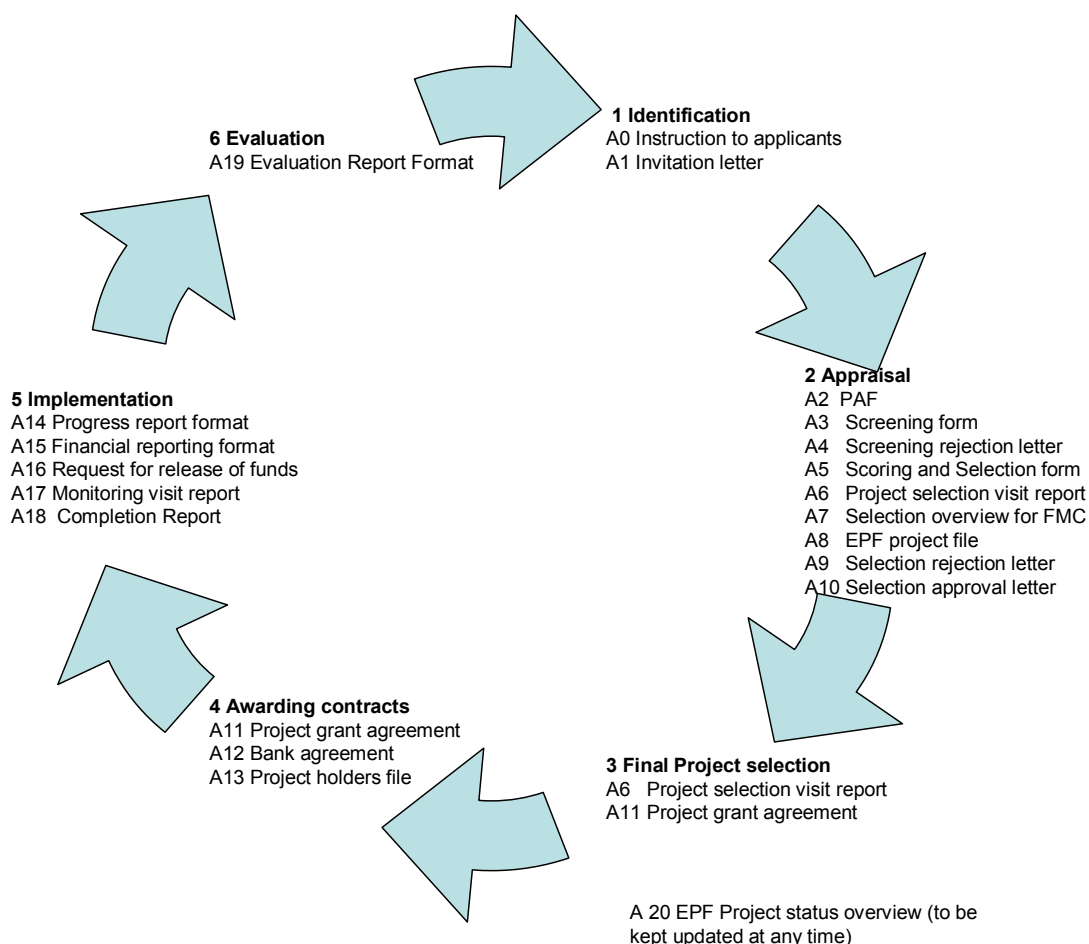 1 Identification
A0 Instruction to applicants
A1 Invitation letter
2 Appraisal
A2 PAF
A3 Screening form
A4 Screening rejection letter
A5 Scoring and Selection form
A6 Project selection visit report
A7 Selection overview for FMC
A8 EPF project file
A9 Selection rejection letter
A10 Selection approval letter
3 Final Project selection
A6 Project selection visit report
A11 Project grant agreement
4 Awarding contracts
A11 Project grant agreement
A12 Bank agreement
A13 Project holders file
5 Implementation
A14 Progress report format
A15 Financial reporting format
A16 Request for release of funds
A17 Monitoring visit report
A18 Completion Report
6 Evaluation
A19 Evaluation Report Format
A 20 EPF Project status overview (to be
kept updated at any time)